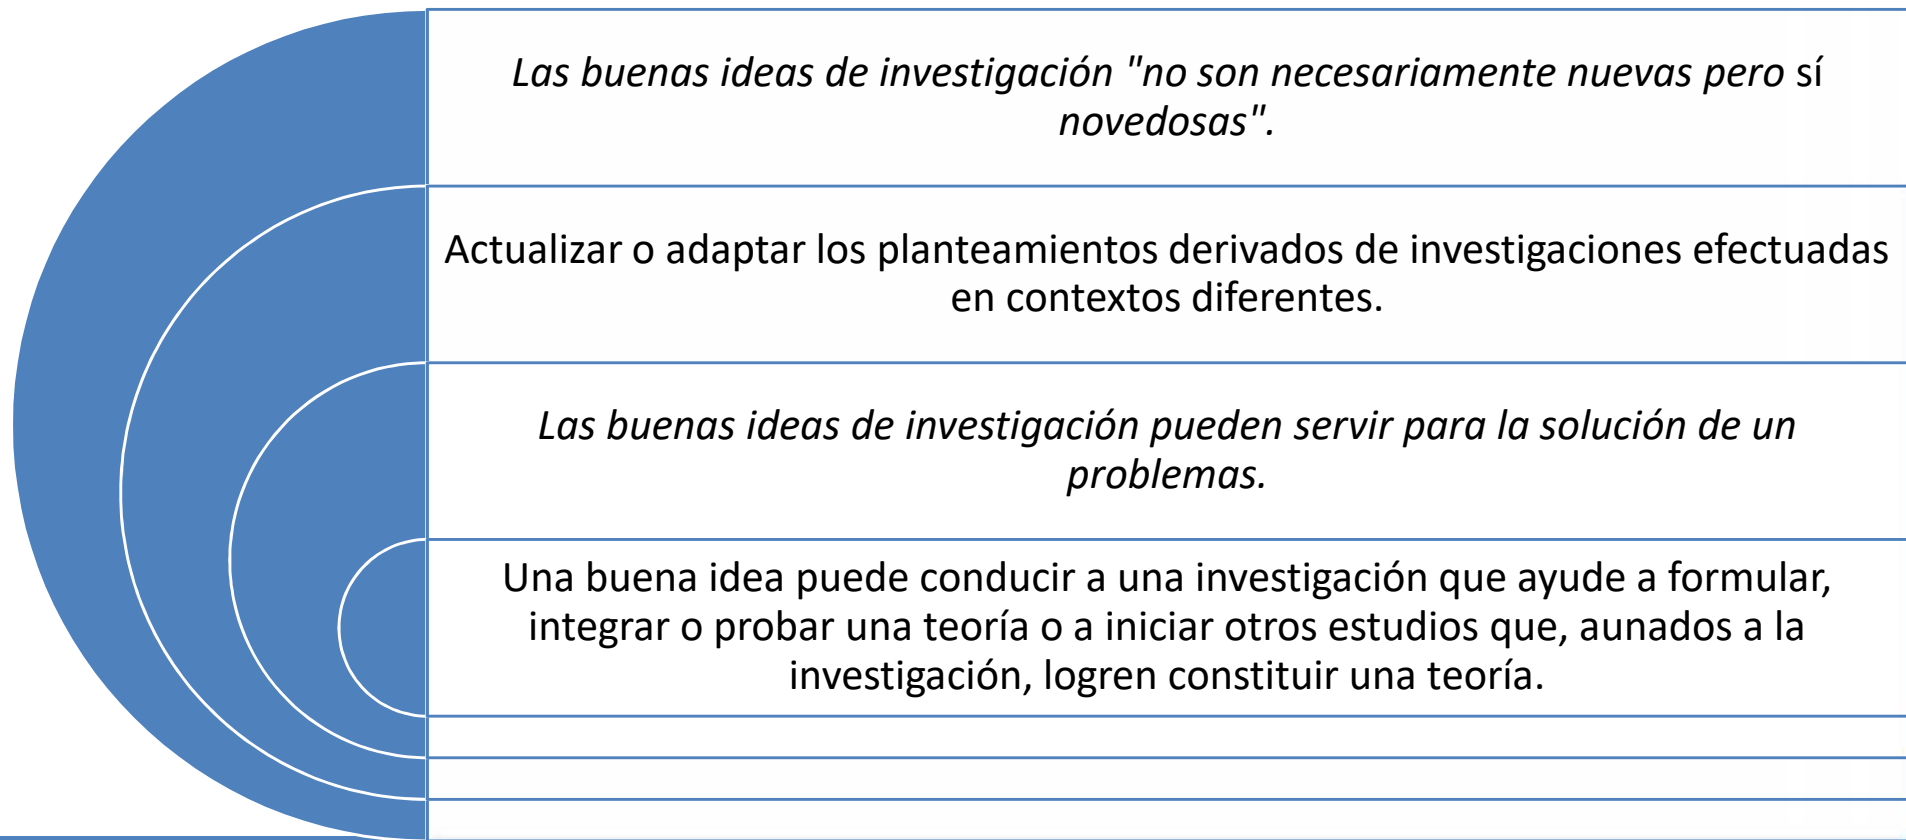 Las buenas ideas de investigación "no son necesariamente nuevas pero sí
novedosas".
Actualizar o adaptar los planteamientos derivados de investigaciones efectuadas
en contextos diferentes.
Las buenas ideas de investigación pueden servir para la solución de un
problemas.
Una buena idea puede conducir a una investigación que ayude a formular,
integrar o probar una teoría o a iniciar otros estudios que, aunados a la
investigación, logren constituir una teoría.